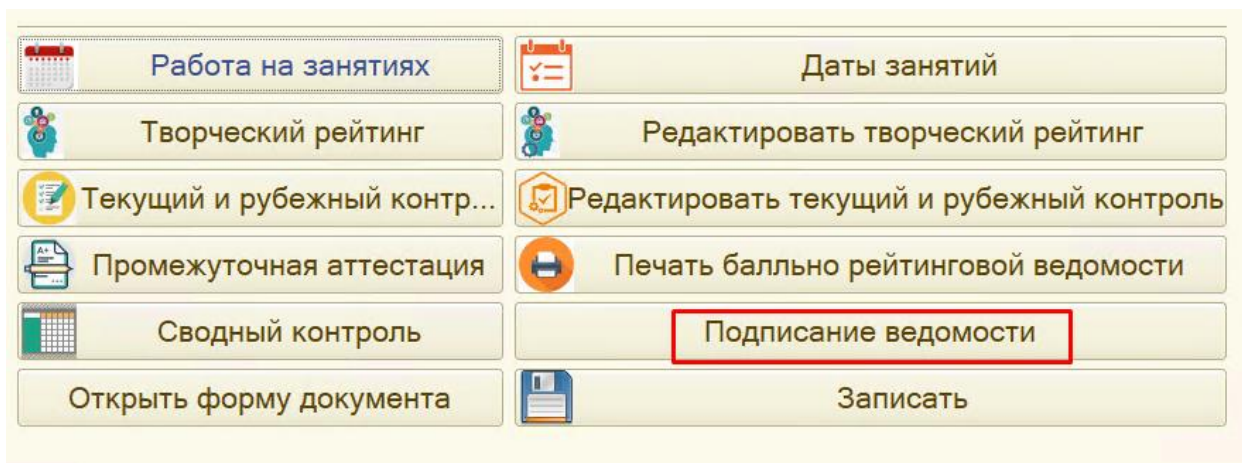 Работа на занятиях
Даты занятий
Творческий рейтинг
Редактировать творческий рейтинг
Текущий и рубежный контр...
Редактировать текущий и рубежный контроль
Промежуточная аттестация
Печать балльно рейтинговой ведомости
Сводный контроль
Подписание ведомости
Открыть форму документа
Записать